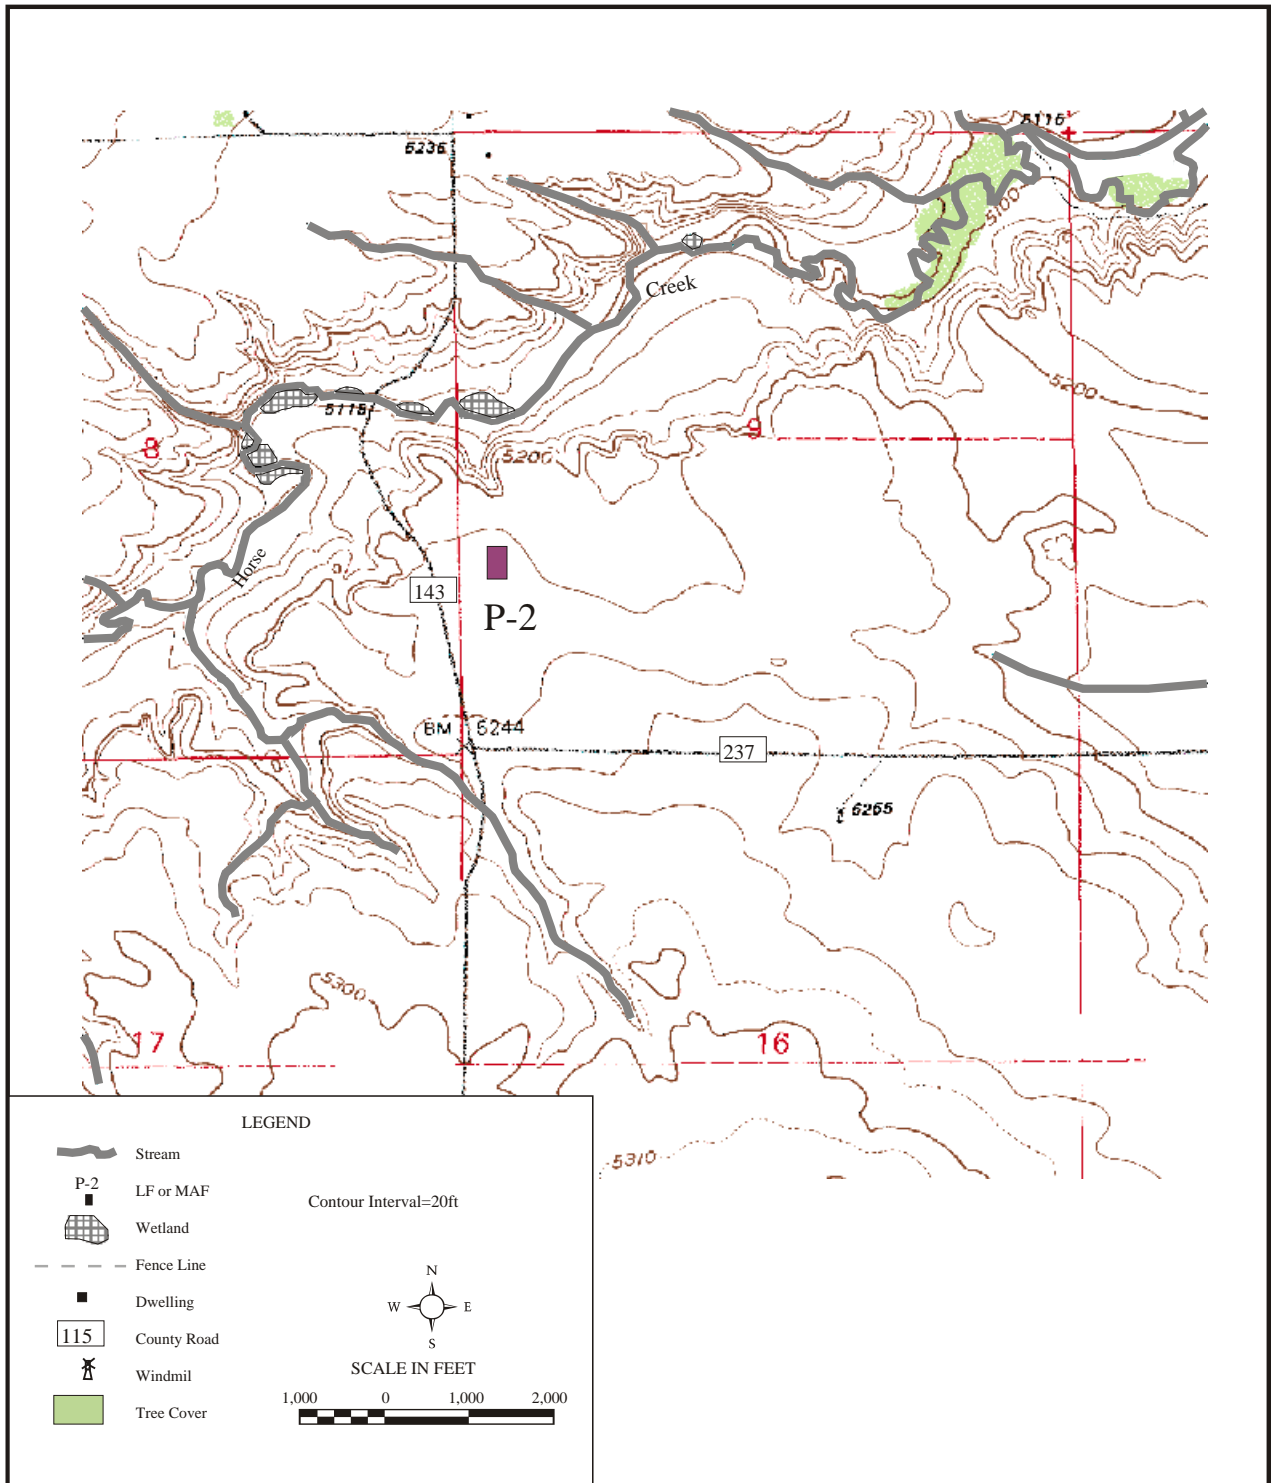 5236
5116
5100
Creek
5200
5118
8
9
5200
Horse
143
P-2
BM 5244
237
5265
5300
17
16
5310
LEGEND
Stream
P-2
LF or MAF
Wetland
Fence Line
Dwelling
115
County Road
Windmil
Tree Cover
Contour Interval=20ft
N
W
E
S
SCALE IN FEET
1,000 0 1,000 2,000